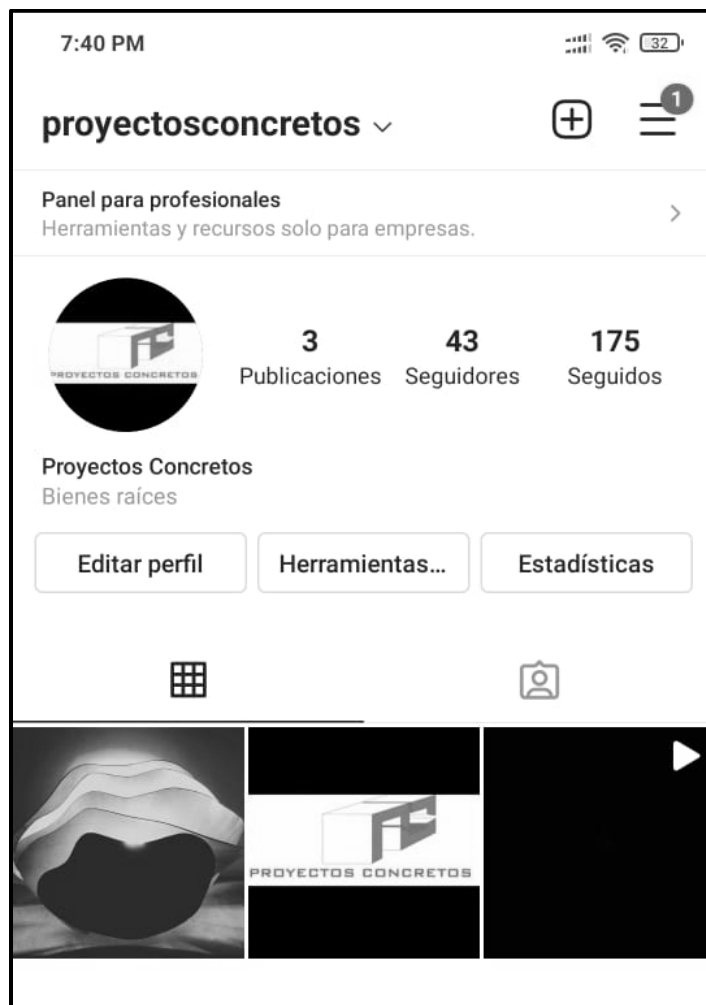 7:40 PM
32
proyectosconcretos
1
Panel para profesionales
Herramientas y recursos solo para empresas.
PROYECTOS CONCRETOS
3 43 175
Publicaciones Seguidores Seguidos
Proyectos Concretos
Bienes raíces
Editar perfil Herramientas... Estadísticas
PROYECTOS CONCRETOS